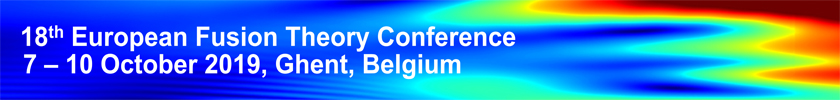 18th European Fusion Theory Conference
7 – 10 October 2019, Ghent, Belgium